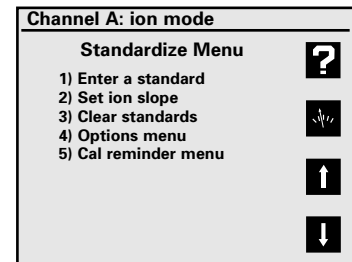 Channel A: ion mode
Standardize Menu
?
1) Enter a standard
2) Set ion slope
3) Clear standards
4) Options menu
5) Cal reminder menu